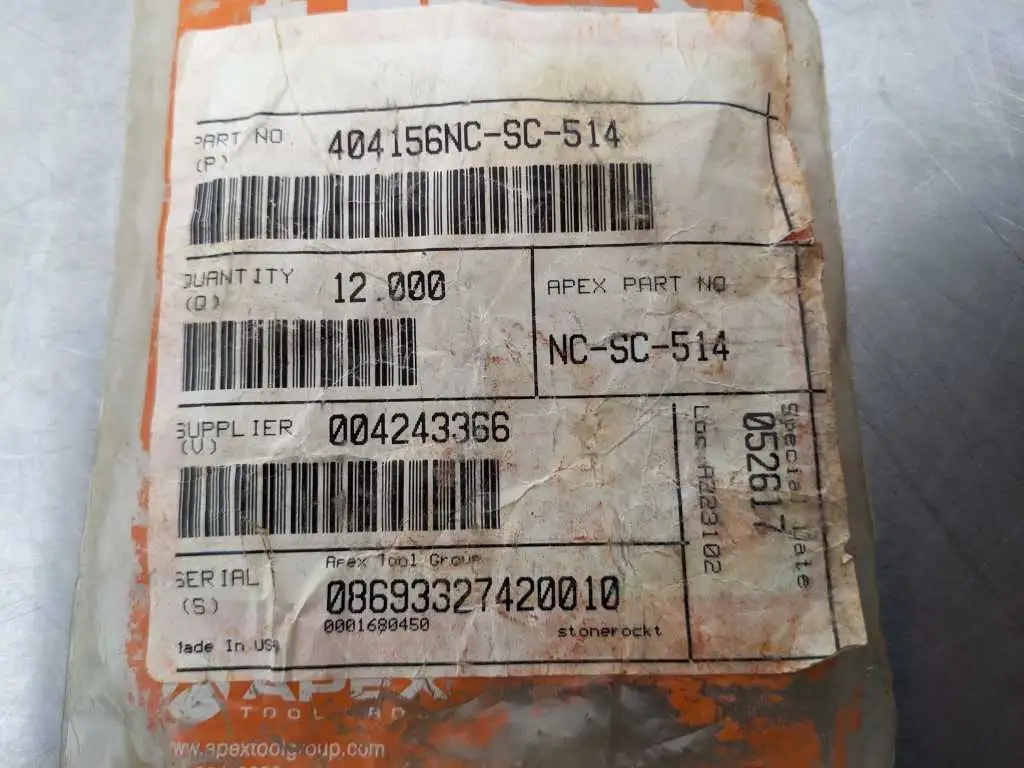 PART NO. 404156NC-SC-514
(P)
QUANTITY 12.000
(Q)
APEX PART NO.
NC-SC-514
SUPPLIER 004243366
(V)
Special Date
052617
Loc A223102
Apex Tool Group
SERIAL 08693327420010
(S)
0001680450
stonerockt
Made In USA
APEX
TOOL
www.apextoolgroup.com